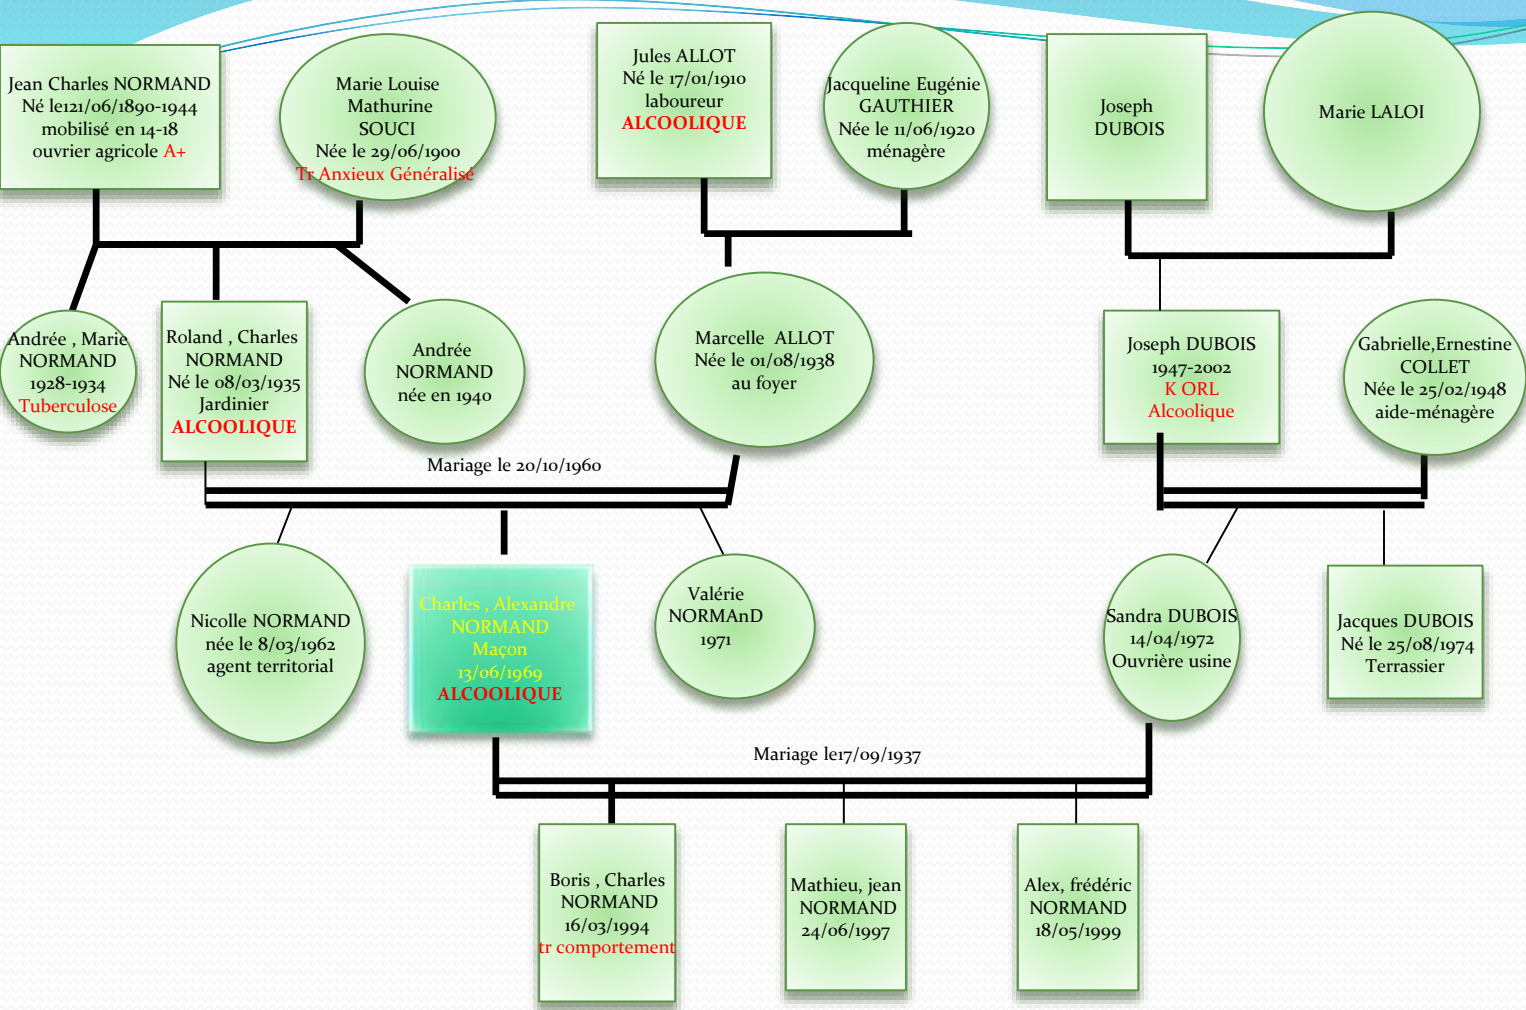 Jean Charles NORMAND
Né le121/06/1890-1944
mobilisé en 14-18
ouvrier agricole A+
Marie Louise
Mathurine
SOUCI
Née le 29/06/1900
Tr Anxieux Généralisé
Jules ALLOT
Né le 17/01/1910
laboureur
ALCOOLIQUE
Jacqueline Eugénie
GAUTHIER
Née le 11/06/1920
ménagère
Joseph
DUBOIS
Marie LALOI
Andrée , Marie
NORMAND
1928-1934
Tuberculose
Roland , Charles
NORMAND
Né le 08/03/1935
Jardinier
ALCOOLIQUE
Andrée
NORMAND
née en 1940
Marcelle ALLOT
Née le 01/08/1938
au foyer
Joseph DUBOIS
1947-2002
K ORL
Alcoolique
Gabrielle,Ernestine
COLLET
Née le 25/02/1948
aide-ménagère
Mariage le 20/10/1960
Nicolle NORMAND
née le 8/03/1962
agent territorial
Charles , Alexandre
NORMAND
Maçon
13/06/1969
ALCOOLIQUE
Valérie
NORMAnD
1971
Sandra DUBOIS
14/04/1972
Ouvrière usine
Jacques DUBOIS
Né le 25/08/1974
Terrassier
Mariage le17/09/1937
Boris , Charles
NORMAND
16/03/1994
tr comportement
Mathieu, jean
NORMAND
24/06/1997
Alex, frédéric
NORMAND
18/05/1999